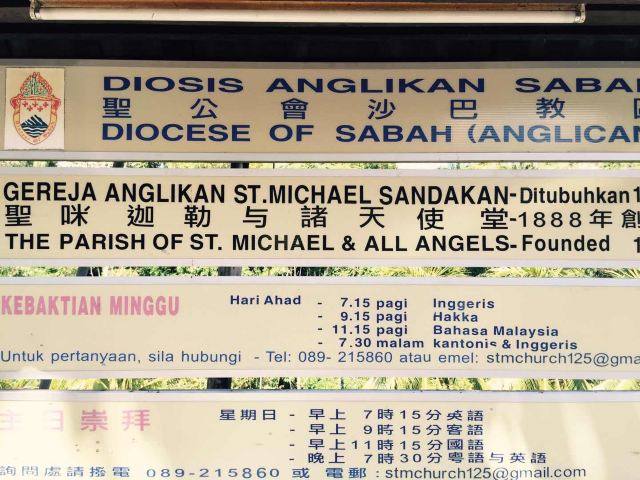 DIOSIS ANGLIKAN SABA
聖公會沙巴教
DIOCESE OF SABAH (ANGLICAN
GEREJA ANGLIKAN ST.MICHAEL SANDAKAN-Ditubuhkan 1
聖咪迦勒与諸天使堂-1888年創
THE PARISH OF ST. MICHAEL & ALL ANGELS-Founded 1
KEBAKTIAN MINGGU
Hari Ahad - 7.15 pagi Inggeris
- 9.15 pagi Hakka
- 11.15 pagi Bahasa Malaysia
- 7.30 malam kantonis & Inggeris
Untuk pertanyaan, sila hubungi - Tel: 089- 215860 atau emel: stmchurch125@gma
主日崇拜
星期日 - 早上 7時15分英語
- 早上 9時15分客語
- 早上11時15分國語
- 晚上 7時30分粵語与英語
詢問處請撥電 089-215860 或電郵:stmchurch125@gmail.com